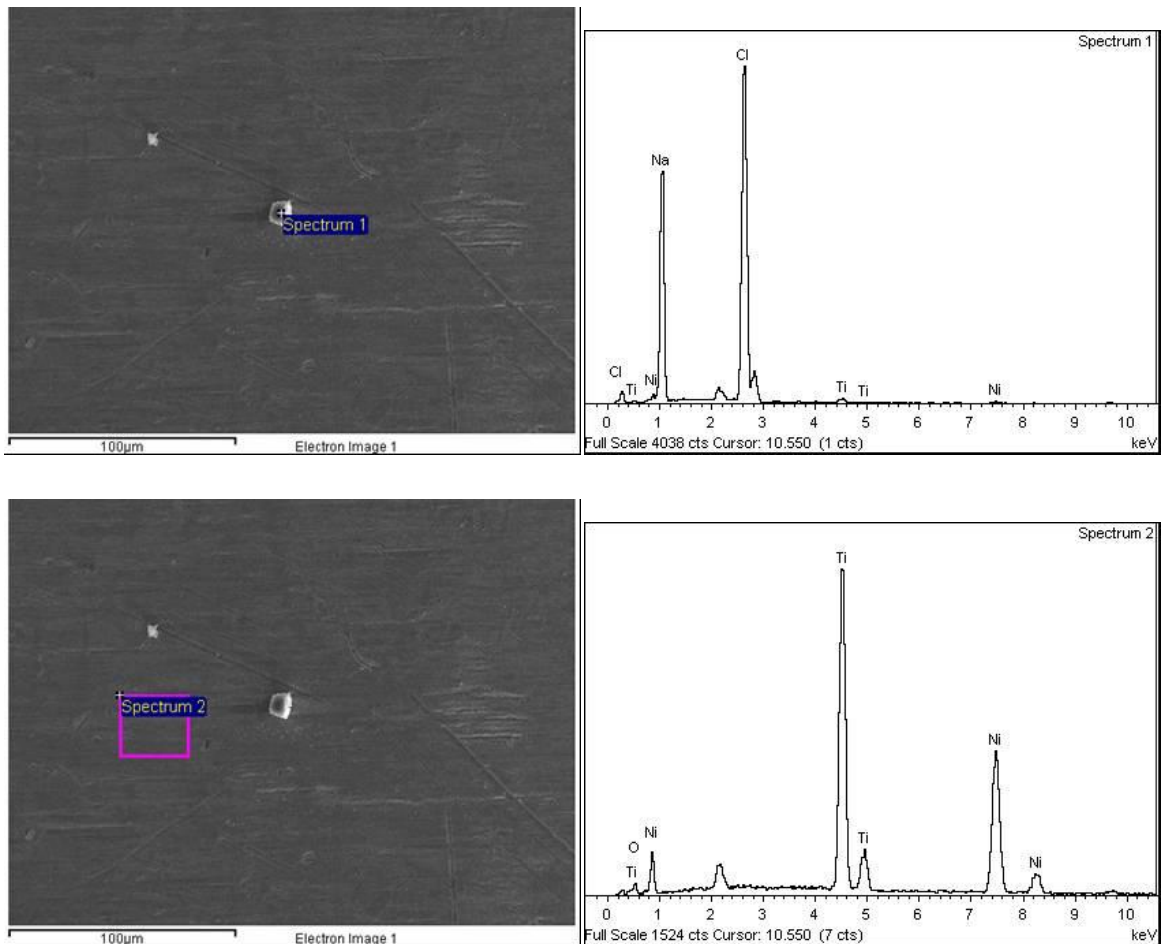 Spectrum 1
100µm
Electron Image 1
Spectrum 1
Cl
Na
Cl
Ti
Ni
Ti
Ti
Ni
0 1 2 3 4 5 6 7 8 9 10
Full Scale 4038 cts Cursor: 10.550 (1 cts)
keV
Spectrum 2
100µm
Electron Image 1
Spectrum 2
Ti
Ni
Ni
O
Ti
Ti
Ni
0 1 2 3 4 5 6 7 8 9 10
Full Scale 1524 cts Cursor: 10.550 (7 cts)
keV